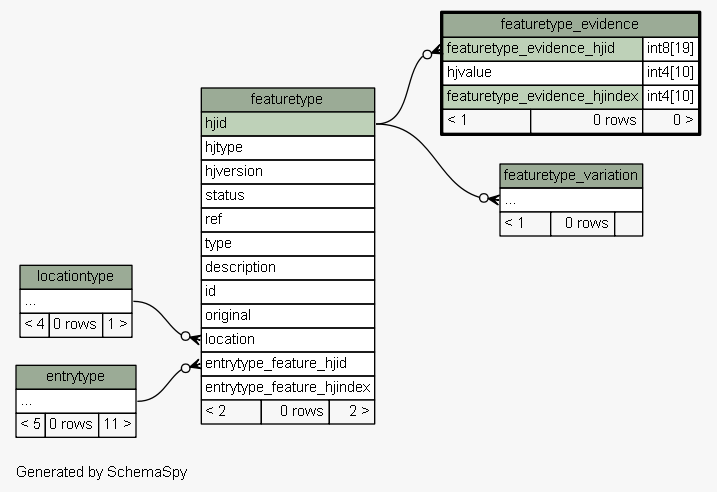 featuretype_evidence
featuretype_evidence_hjid int8[19]
hjvalue int4[10]
featuretype_evidence_hjindex int4[10]
< 1 0 rows 0 >
featuretype
hjid
hjtype
hjversion
status
ref
type
description
id
original
location
entrytype_feature_hjid
entrytype_feature_hjindex
< 2 0 rows 2 >
featuretype_variation
...
< 1 0 rows
locationtype
...
< 4 0 rows 1 >
entrytype
...
< 5 0 rows 11 >
Generated by SchemaSpy